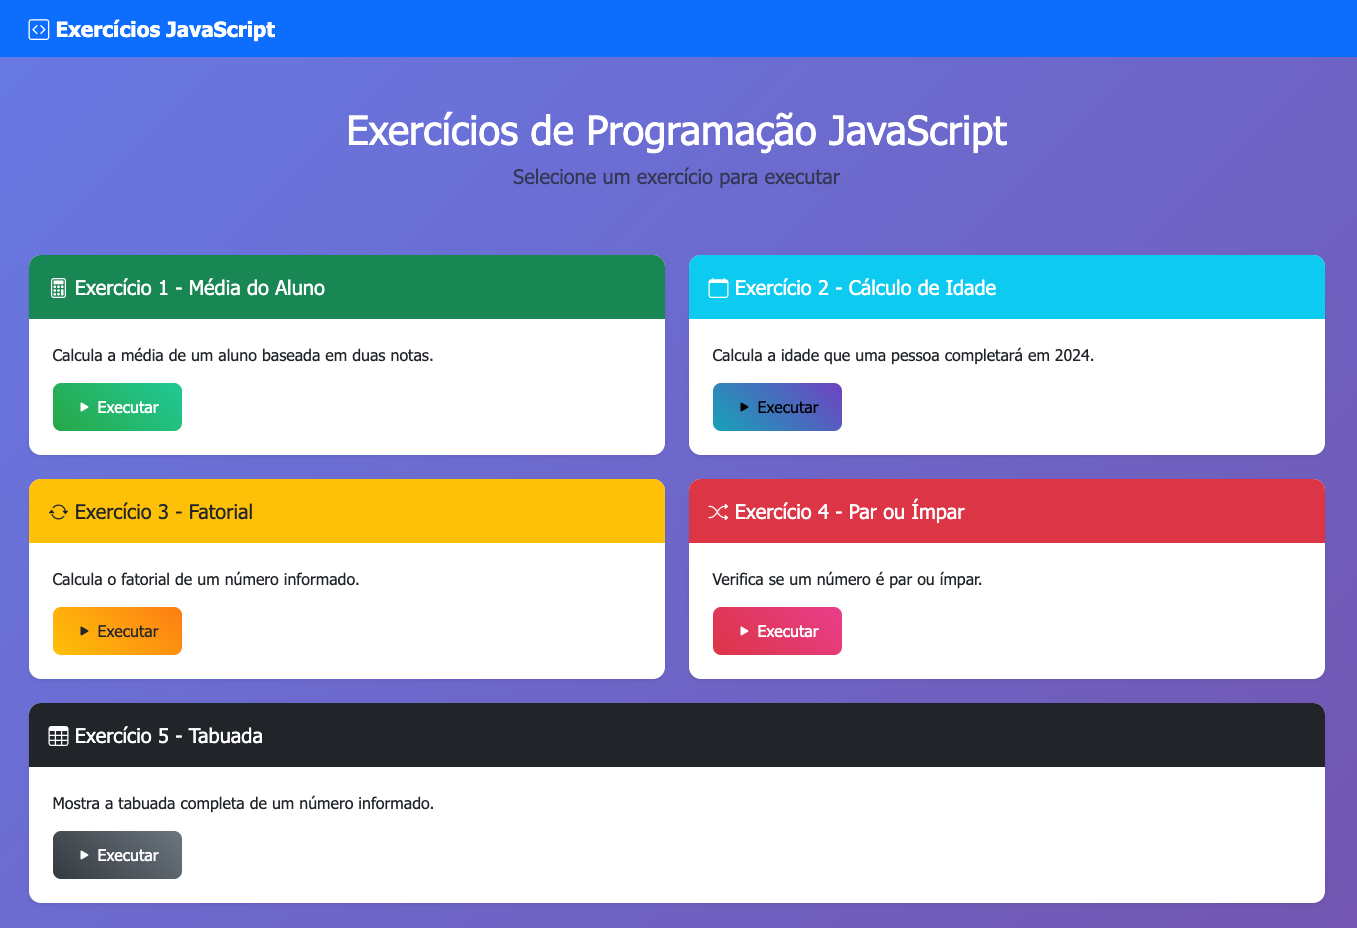 Exercícios JavaScript
Exercícios de Programação JavaScript
Selecione um exercício para executar
Exercício 1 - Média do Aluno
Calcula a média de um aluno baseada em duas notas.
Executar
Exercício 2 - Cálculo de Idade
Calcula a idade que uma pessoa completará em 2024.
Executar
Exercício 3 - Fatorial
Calcula o fatorial de um número informado.
Executar
Exercício 4 - Par ou Ímpar
Verifica se um número é par ou ímpar.
Executar
Exercício 5 - Tabuada
Mostra a tabuada completa de um número informado.
Executar